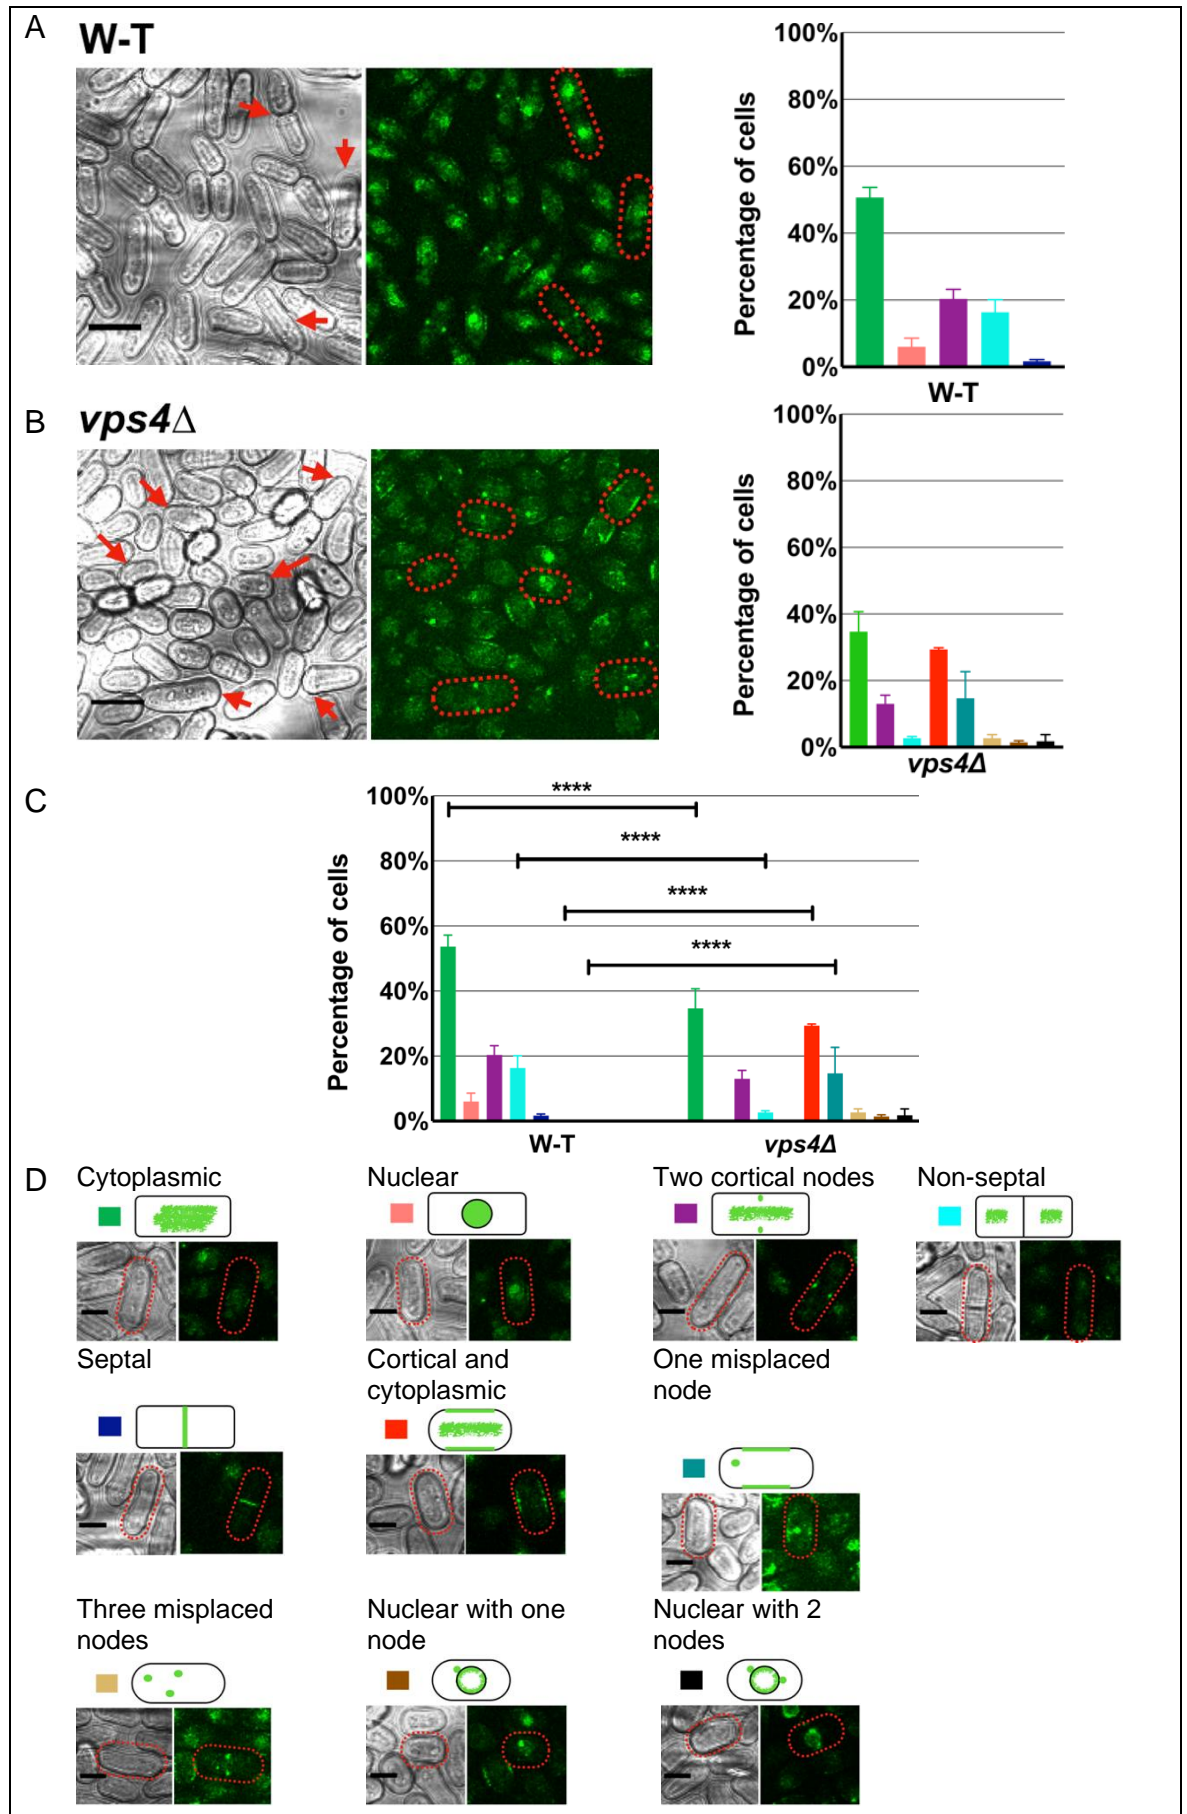 A
W-T
100%
80%
60%
40%
20%
0%
Percentage of cells
W-T
B
vps4Δ
100%
80%
60%
40%
20%
0%
Percentage of cells
vps4Δ
C
100%
80%
60%
40%
20%
0%
Percentage of cells
****
****
****
****
W-T
vps4Δ
D
Cytoplasmic
Nuclear
Two cortical nodes
Non-septal
Septal
Cortical and
cytoplasmic
One misplaced
node
Three misplaced
nodes
Nuclear with one
node
Nuclear with 2
nodes